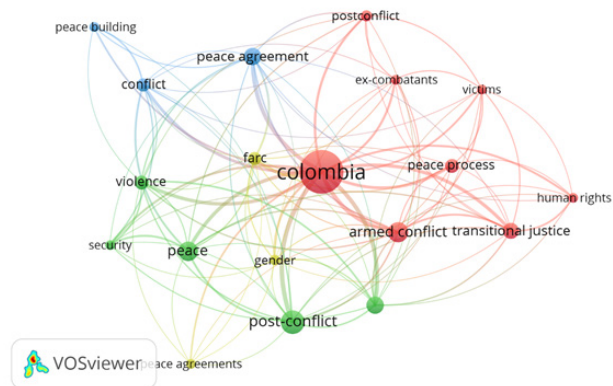 postconflict
peace building
peace agreement
ex-combatants
conflict
victims
farc
peace process
colombia
violence
human rights
armed conflict
transitional justice
security
peace
gender
post-conflict
VOSviewer
peace agreements